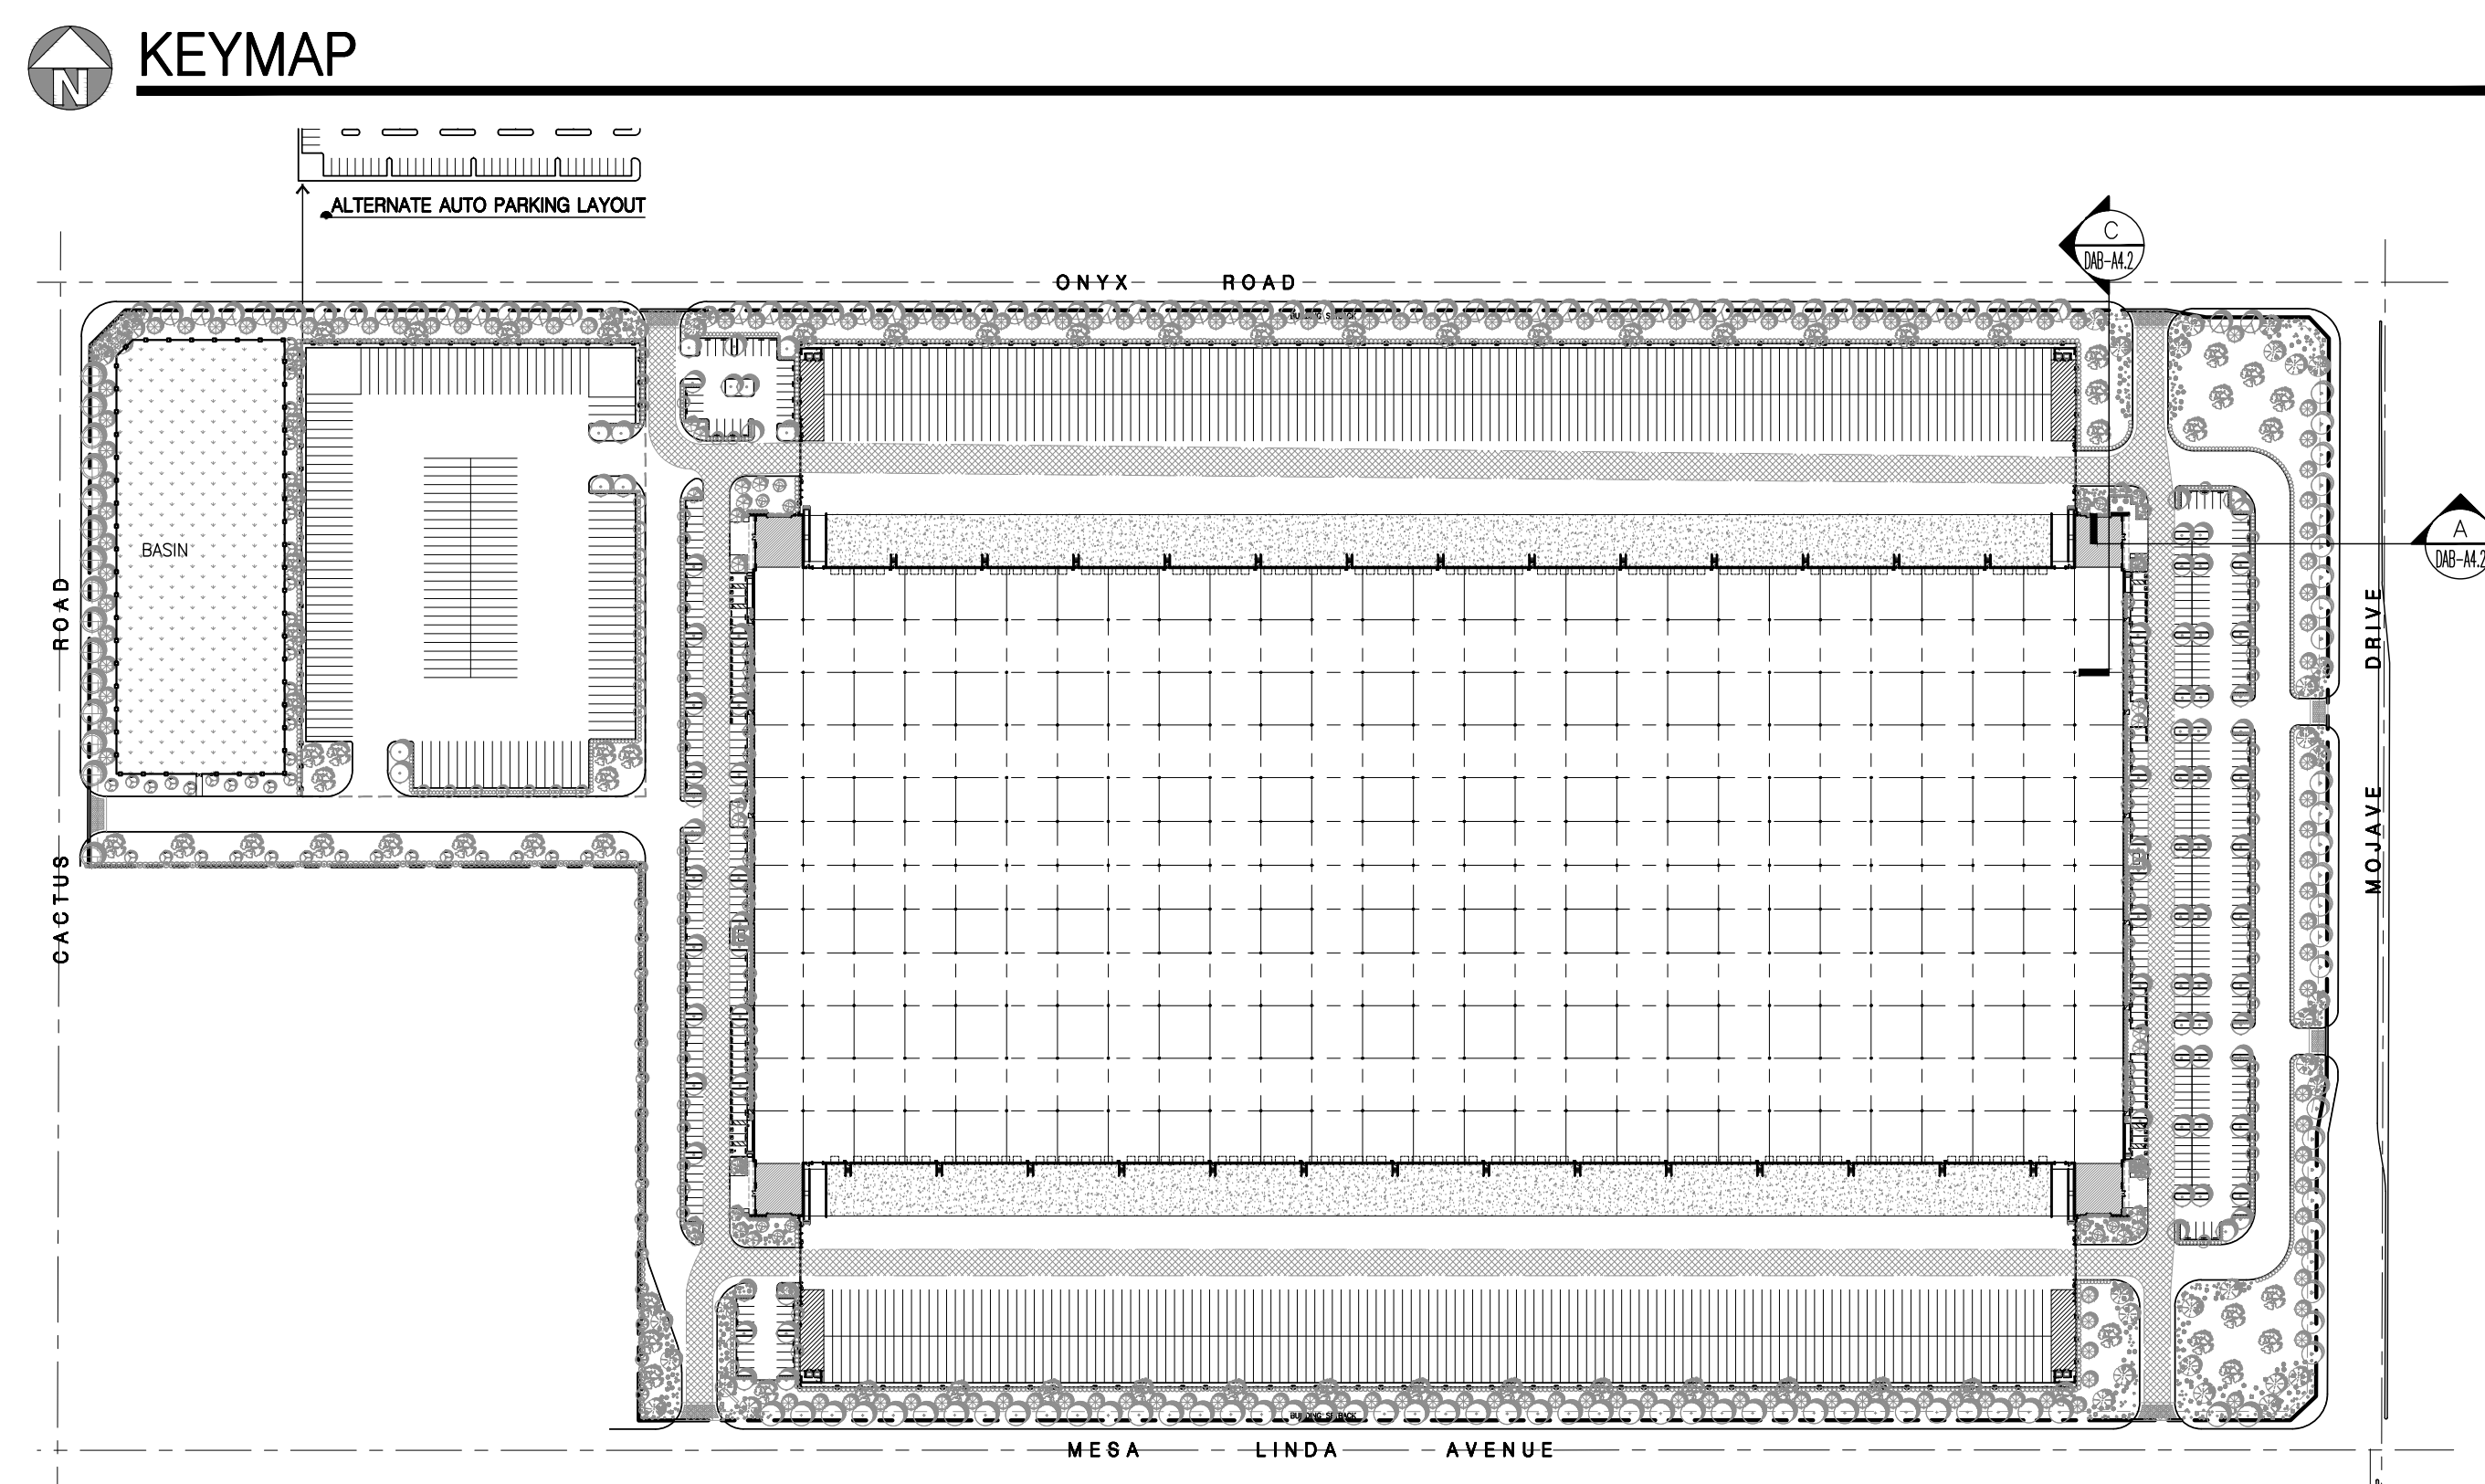 N
KEYMAP
ALTERNATE AUTO PARKING LAYOUT
C
DAB-A4.2
ONYX ROAD
BASIN
A
DAB-A4.2
CACTUS ROAD
MOJAVE DRIVE
MESA LINDA AVENUE